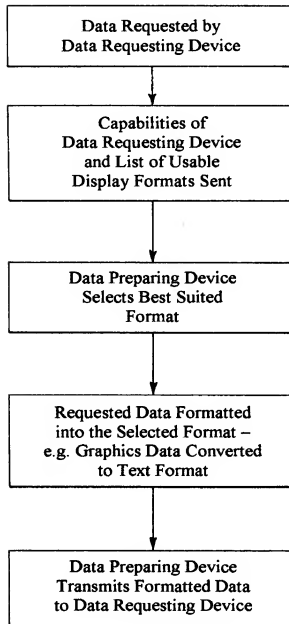 Data Requested by
Data Requesting Device
Capabilities of
Data Requesting Device
and List of Usable
Display Formats Sent
Data Preparing Device
Selects Best Suited
Format
Requested Data Formatted
into the Selected Format –
e.g. Graphics Data Converted
to Text Format
Data Preparing Device
Transmits Formatted Data
to Data Requesting Device